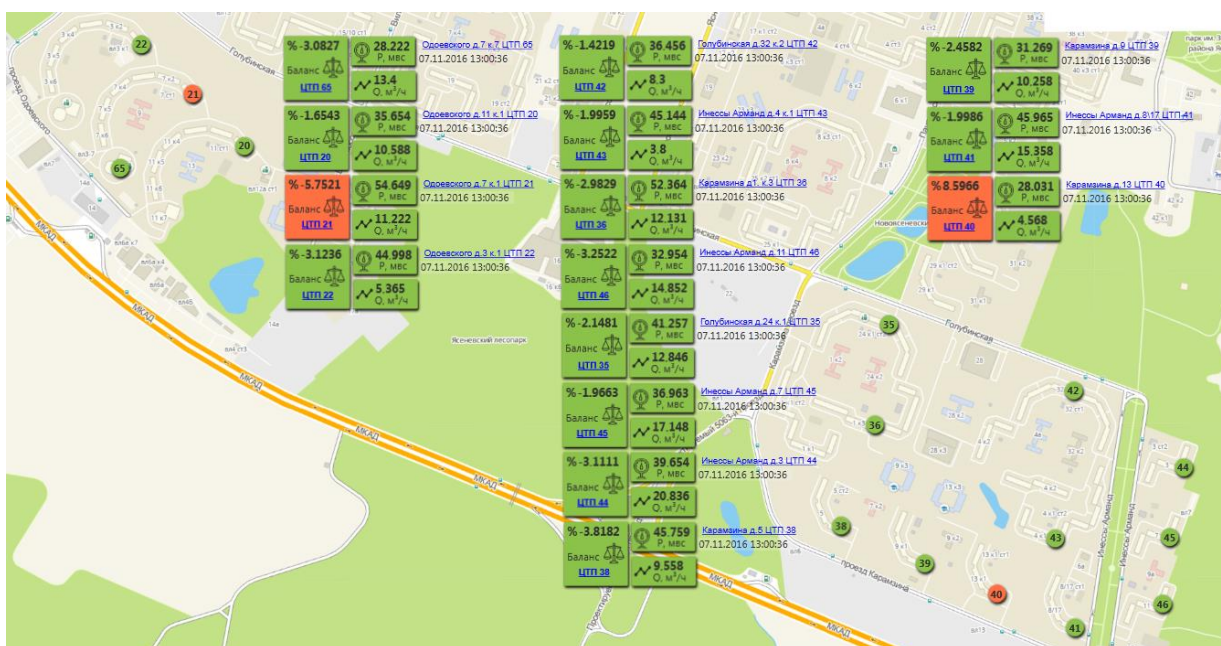 % -3.0827
Баланс
ЦТП 65
28.222
Р, мвс
13.4
Q, м³/ч
Одоевского д.7 к.7 ЦТП 65
07.11.2016 13:00:36
% -1.6543
Баланс
ЦТП 20
35.654
Р, мвс
10.588
Q, м³/ч
Одоевского д.11 к.1 ЦТП 20
07.11.2016 13:00:36
% -5.7521
Баланс
ЦТП 21
54.649
Р, мвс
11.222
Q, м³/ч
Одоевского д.7 к.1 ЦТП 21
07.11.2016 13:00:36
% -3.1236
Баланс
ЦТП 22
44.998
Р, мвс
5.365
Q, м³/ч
Одоевского д.3 к.1 ЦТП 22
07.11.2016 13:00:36
% -1.4219
Баланс
ЦТП 42
36.456
Р, мвс
8.3
Q, м³/ч
Голубинская д.32 к.2 ЦТП 42
07.11.2016 13:00:36
% -1.9959
Баланс
ЦТП 43
45.144
Р, мвс
3.8
Q, м³/ч
Инессы Арманд д.4 к.1 ЦТП 43
07.11.2016 13:00:36
% -2.9829
Баланс
ЦТП 36
52.364
Р, мвс
12.131
Q, м³/ч
Карамзина д1, к.3 ЦТП 36
07.11.2016 13:00:36
% -3.2522
Баланс
ЦТП 46
32.954
Р, мвс
14.852
Q, м³/ч
Инессы Арманд д.11 ЦТП 46
07.11.2016 13:00:36
% -2.1481
Баланс
ЦТП 35
41.257
Р, мвс
12.846
Q, м³/ч
Голубинская д.24 к.1 ЦТП 35
07.11.2016 13:00:36
% -1.9663
Баланс
ЦТП 45
36.963
Р, мвс
17.148
Q, м³/ч
Инессы Арманд д.7 ЦТП 45
07.11.2016 13:00:36
% -3.1111
Баланс
ЦТП 44
39.654
Р, мвс
20.836
Q, м³/ч
Инессы Арманд д.3 ЦТП 44
07.11.2016 13:00:36
% -3.8182
Баланс
ЦТП 38
45.759
Р, мвс
9.558
Q, м³/ч
Карамзина д.5 ЦТП 38
07.11.2016 13:00:36
% -2.4582
Баланс
ЦТП 39
31.269
Р, мвс
10.258
Q, м³/ч
Карамзина д.9 ЦТП 39
07.11.2016 13:00:36
% -1.9986
Баланс
ЦТП 41
45.965
Р, мвс
15.358
Q, м³/ч
Инессы Арманд д.8\17 ЦТП 41
07.11.2016 13:00:36
% 8.5966
Баланс
ЦТП 40
28.031
Р, мвс
4.568
Q, м³/ч
Карамзина д.13 ЦТП 40
07.11.2016 13:00:36
22
21
20
65
35
36
42
44
38
43
45
39
40
46
41
проезд Одоевского
Голубинская
МКАД
МКАД
МКАД
МКАД
МКАД
МКАД
Ясеневский лесопарк
Голубинская
проезд Карамзина
Инессы Арманд
Инессы Арманд